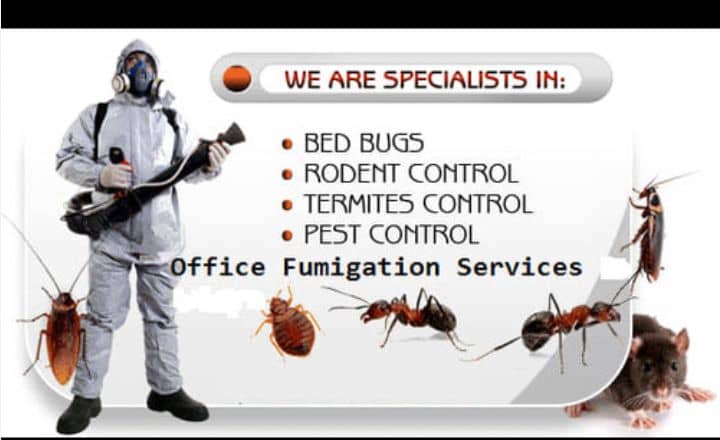 WE ARE SPECIALISTS IN:
• BED BUGS
• RODENT CONTROL
• TERMITES CONTROL
• PEST CONTROL
Office Fumigation Services